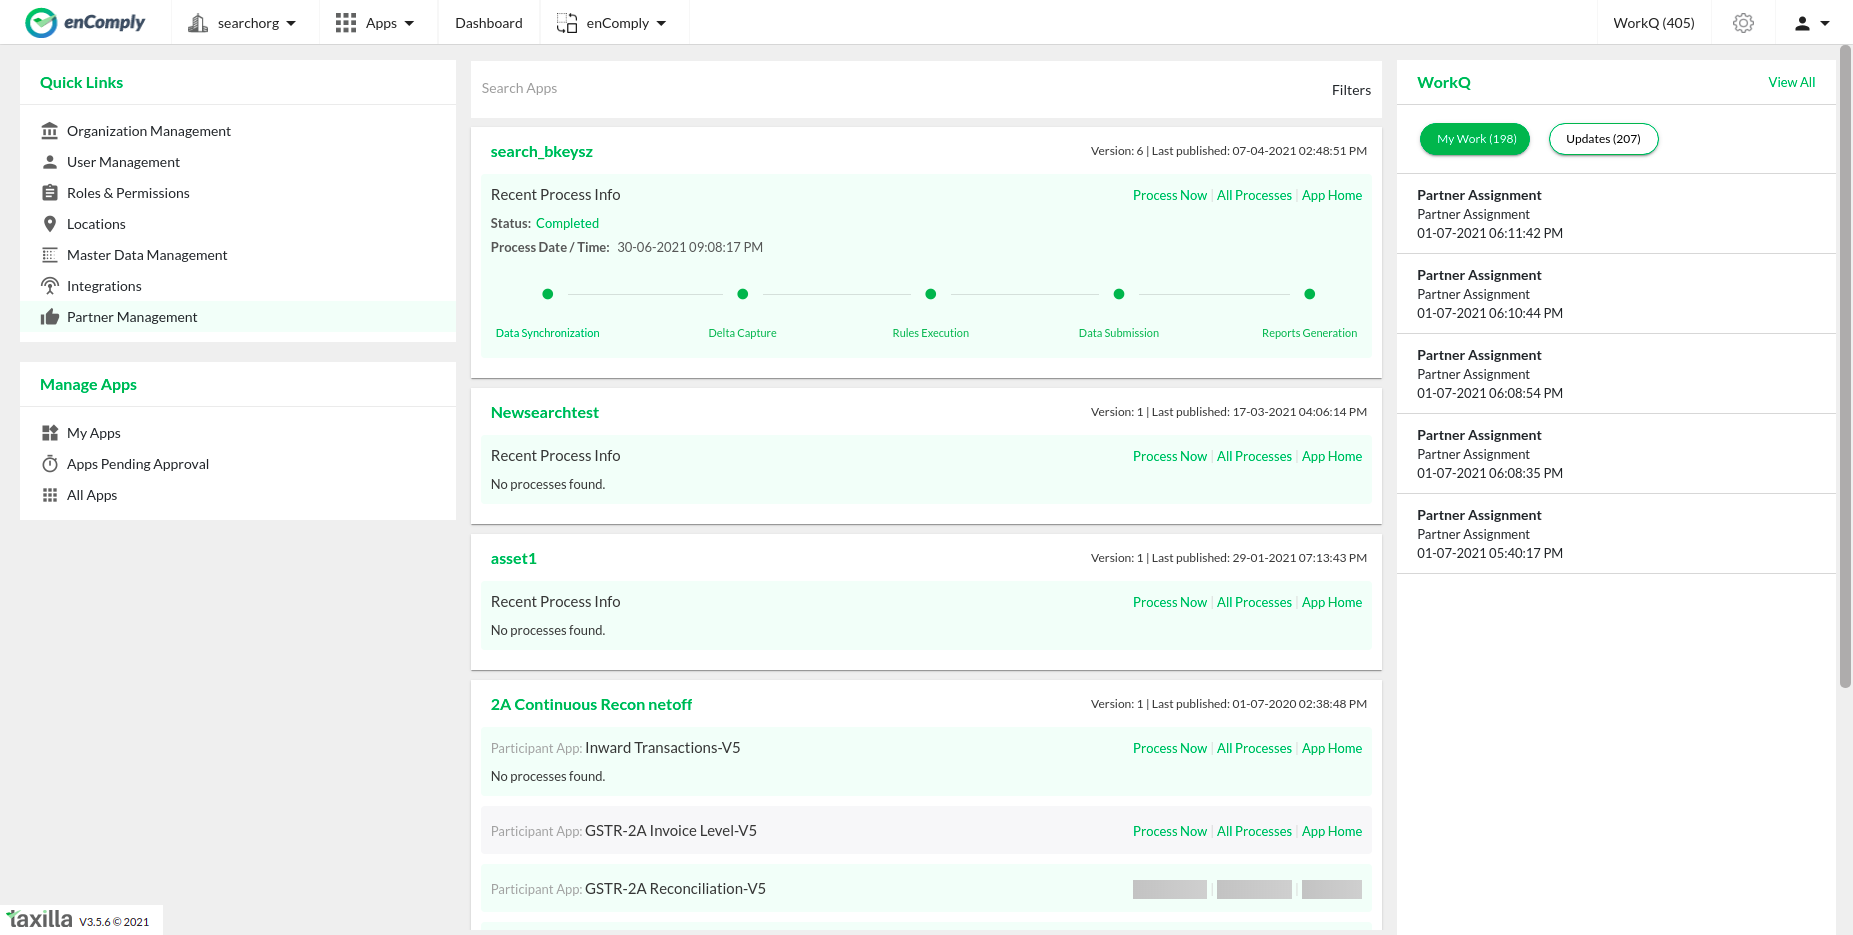 enComply
searchorg
Apps
Dashboard
enComply
WorkQ (405)
Quick Links
Organization Management
User Management
Roles & Permissions
Locations
Master Data Management
Integrations
Partner Management
Manage Apps
My Apps
Apps Pending Approval
All Apps
Search Apps
Filters
search_bkeysz
Version: 6 | Last published: 07-04-2021 02:48:51 PM
Recent Process Info
Process Now | All Processes | App Home
Status: Completed
Process Date / Time: 30-06-2021 09:08:17 PM
Data Synchronization
Delta Capture
Rules Execution
Data Submission
Reports Generation
Newsearchtest
Version: 1 | Last published: 17-03-2021 04:06:14 PM
Recent Process Info
Process Now | All Processes | App Home
No processes found.
asset1
Version: 1 | Last published: 29-01-2021 07:13:43 PM
Recent Process Info
Process Now | All Processes | App Home
No processes found.
2A Continuous Recon netoff
Version: 1 | Last published: 01-07-2020 02:38:48 PM
Participant App: Inward Transactions-V5
Process Now | All Processes | App Home
No processes found.
Participant App: GSTR-2A Invoice Level-V5
Process Now | All Processes | App Home
Participant App: GSTR-2A Reconciliation-V5
WorkQ
View All
My Work (198)
Updates (207)
Partner Assignment
Partner Assignment
01-07-2021 06:11:42 PM
Partner Assignment
Partner Assignment
01-07-2021 06:10:44 PM
Partner Assignment
Partner Assignment
01-07-2021 06:08:54 PM
Partner Assignment
Partner Assignment
01-07-2021 06:08:35 PM
Partner Assignment
Partner Assignment
01-07-2021 05:40:17 PM
taxilla V3.5.6 © 2021